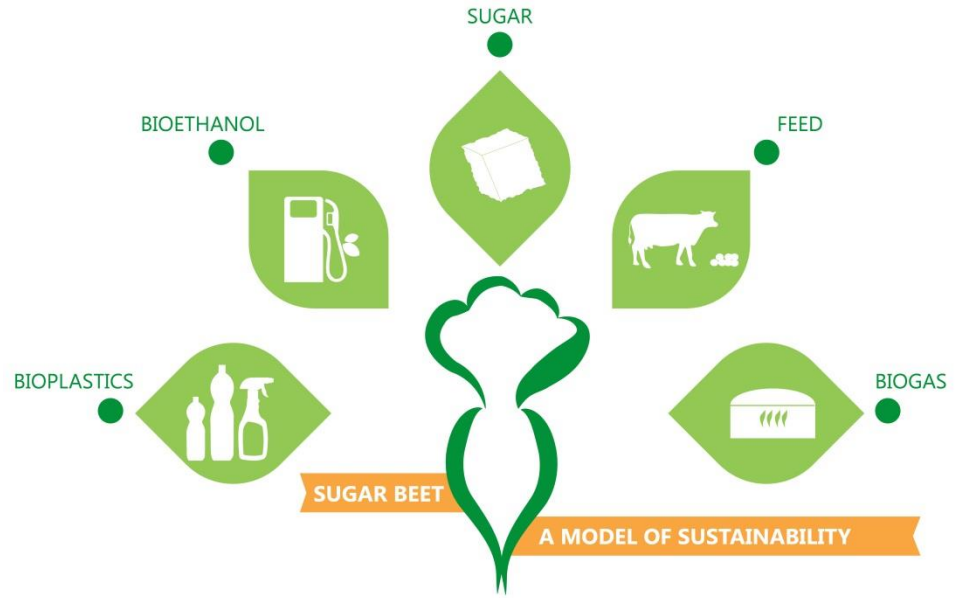 SUGAR
BIOETHANOL
FEED
BIOPLASTICS
BIOGAS
SUGAR BEET
A MODEL OF SUSTAINABILITY